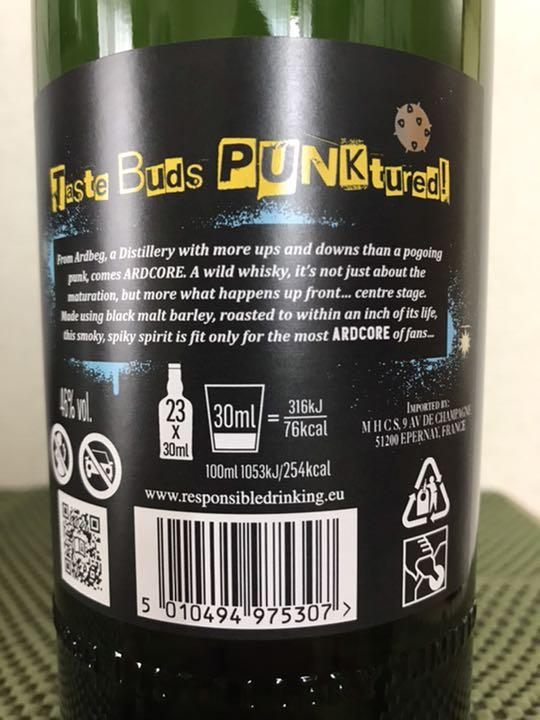 Taste Buds PUNKtured!
From Ardbeg, a Distillery with more ups and downs than a pogoing
punk, comes ARDCORE. A wild whisky, it's not just about the
maturation, but more what happens up front... centre stage.
Made using black malt barley, roasted to within an inch of its life,
this smoky, spiky spirit is fit only for the most ARDCORE of fans...
46% vol.
23
X
30ml
30ml = 316kJ
76kcal
100ml 1053kJ/254kcal
IMPORTED BY:
M H C S, 9 AV DE CHAMPAGNE
51200 EPERNAY, FRANCE
www.responsibledrinking.eu
5 010494 975307 >